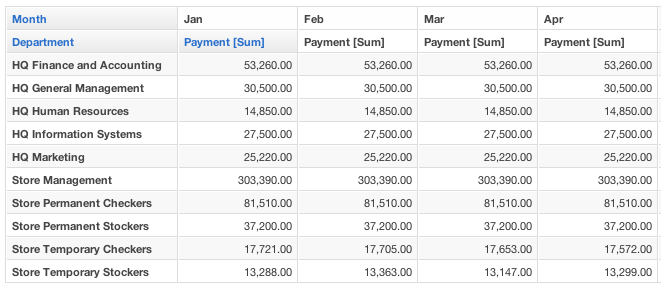 Month Jan Feb Mar Apr
Department Payment [Sum] Payment [Sum] Payment [Sum] Payment [Sum]
HQ Finance and Accounting 53,260.00 53,260.00 53,260.00 53,260.00
HQ General Management 30,500.00 30,500.00 30,500.00 30,500.00
HQ Human Resources 14,850.00 14,850.00 14,850.00 14,850.00
HQ Information Systems 27,500.00 27,500.00 27,500.00 27,500.00
HQ Marketing 25,220.00 25,220.00 25,220.00 25,220.00
Store Management 303,390.00 303,390.00 303,390.00 303,390.00
Store Permanent Checkers 81,510.00 81,510.00 81,510.00 81,510.00
Store Permanent Stockers 37,200.00 37,200.00 37,200.00 37,200.00
Store Temporary Checkers 17,721.00 17,705.00 17,653.00 17,572.00
Store Temporary Stockers 13,288.00 13,363.00 13,147.00 13,299.00